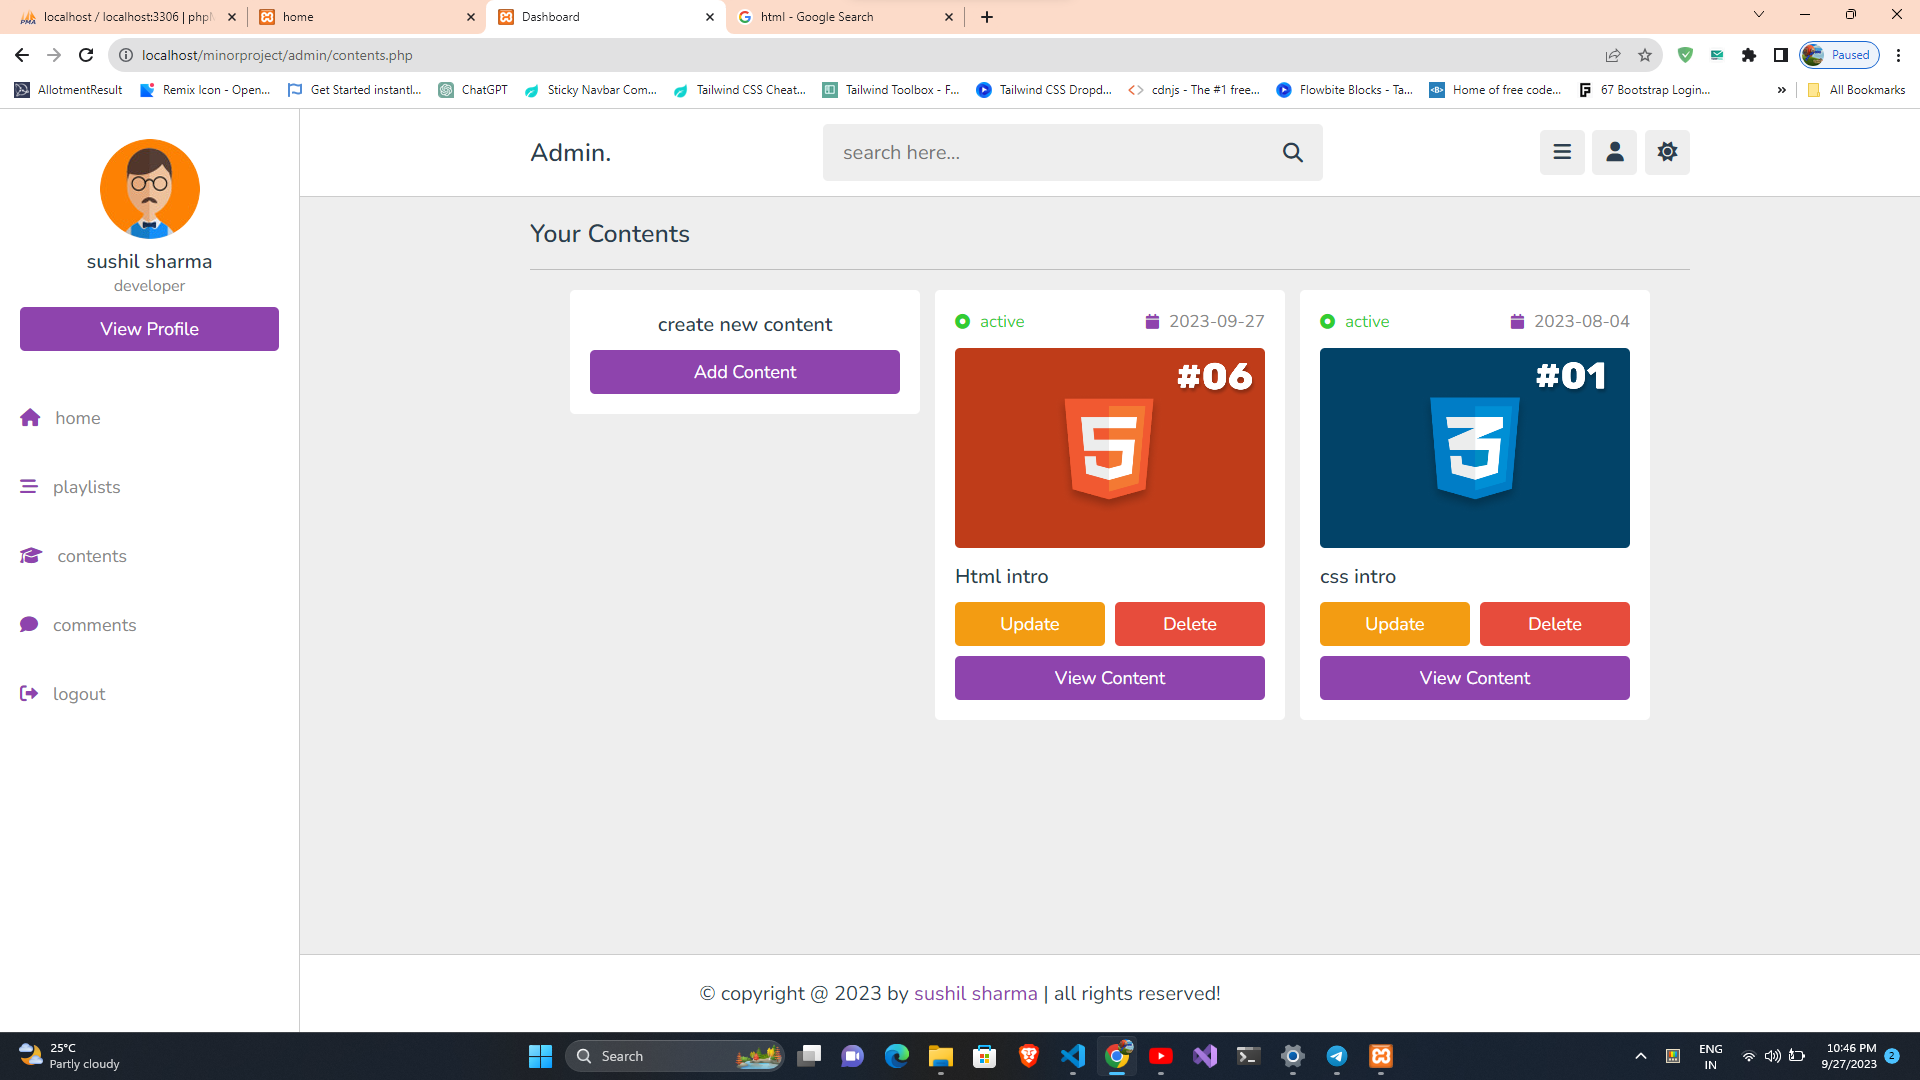 localhost / localhost:3306 | php
home
Dashboard
html - Google Search
localhost/minorproject/admin/contents.php
Paused
AllotmentResult
Remix Icon - Open...
Get Started instantl...
ChatGPT
Sticky Navbar Com...
Tailwind CSS Cheat...
Tailwind Toolbox - F...
Tailwind CSS Dropd...
cdnjs - The #1 free...
Flowbite Blocks - Ta...
Home of free code...
67 Bootstrap Login...
»
All Bookmarks
sushil sharma
developer
View Profile
home
playlists
contents
comments
logout
Admin.
search here...
Your Contents
create new content
Add Content
active
2023-09-27
#06
5
Html intro
Update
Delete
View Content
active
2023-08-04
#01
3
css intro
Update
Delete
View Content
© copyright @ 2023 by sushil sharma | all rights reserved!
25°C
Partly cloudy
Search
ENG
IN
10:46 PM
9/27/2023
2